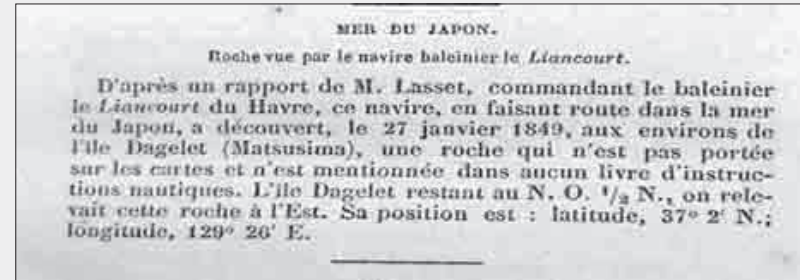 MER DU JAPON.
Roche vue par le navire baleinier le Liancourt.
D'après un rapport de M. Lasset, commandant le baleinier
le Liancourt du Havre, ce navire, en faisant route dans la mer
du Japon, a découvert, le 27 janvier 1849, aux environs de
l'île Dagelet (Matsusima), une roche qui n'est pas portée
sur les cartes et n'est mentionnée dans aucun livre d'instruc-
tions nautiques. L'île Dagelet restant au N. O. 1/2 N., on rele-
vait cette roche à l'Est. Sa position est : latitude, 37° 2' N.;
longitude, 129° 26' E.